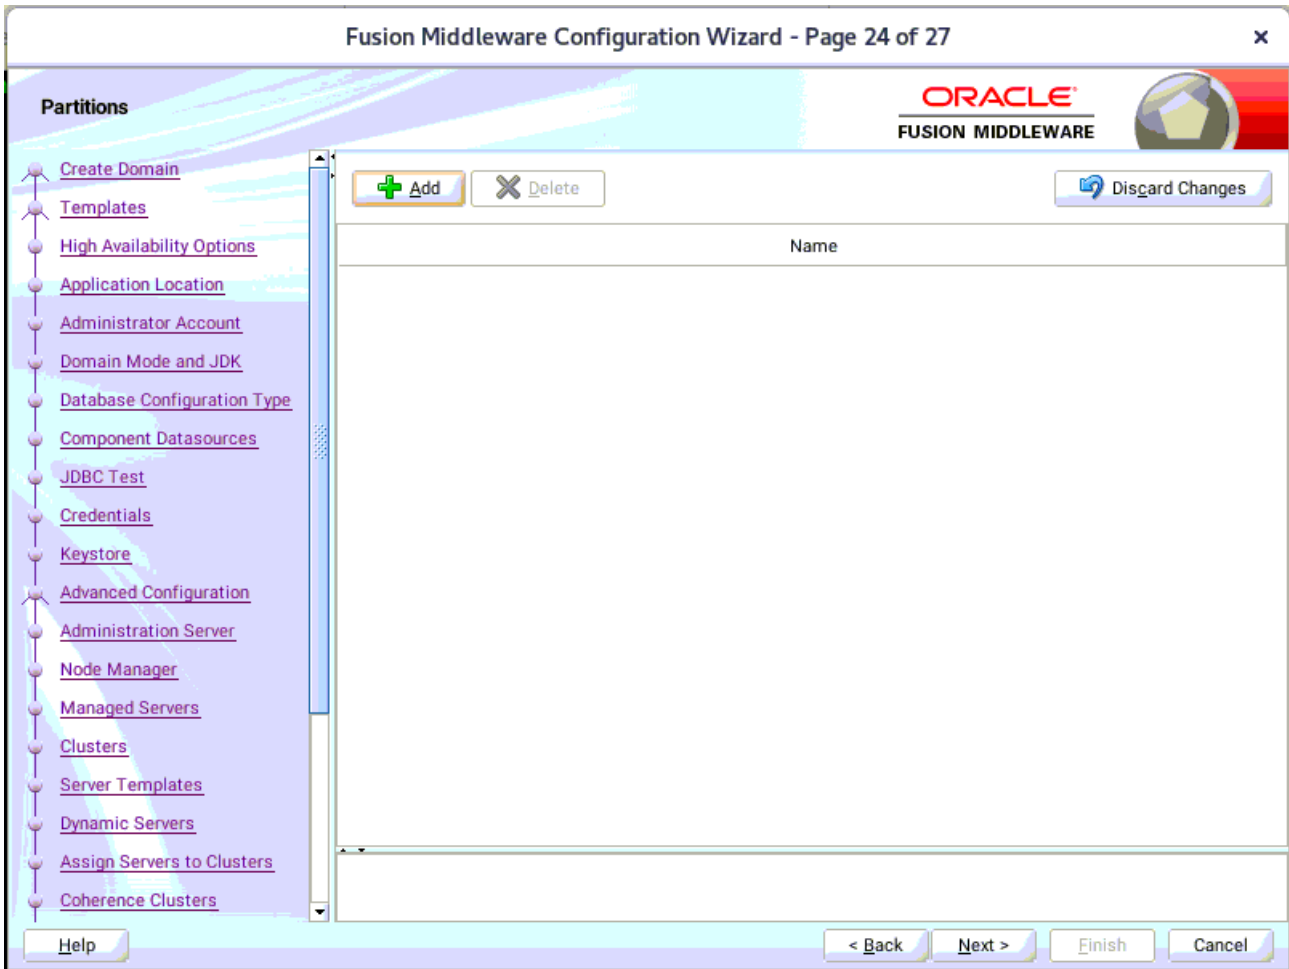 Fusion Middleware Configuration Wizard - Page 24 of 27
Partitions
ORACLE
FUSION MIDDLEWARE
Create Domain
Templates
High Availability Options
Application Location
Administrator Account
Domain Mode and JDK
Database Configuration Type
Component Datasources
JDBC Test
Credentials
Keystore
Advanced Configuration
Administration Server
Node Manager
Managed Servers
Clusters
Server Templates
Dynamic Servers
Assign Servers to Clusters
Coherence Clusters
Add
Delete
Discard Changes
Name
Help
< Back
Next >
Finish
Cancel